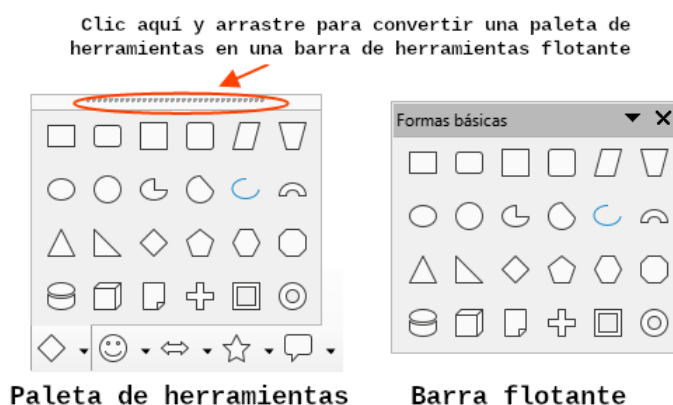 Clic aquí y arrastre para convertir una paleta de
herramientas en una barra de herramientas flotante
Formas básicas
Paleta de herramientas
Barra flotante